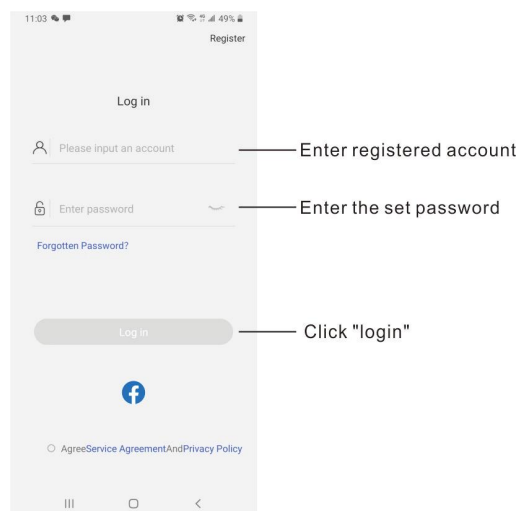 11:03 49%
Register
Log in
Please input an account
Enter registered account
Enter password
Enter the set password
Forgotten Password?
Log in
Click "login"
AgreeService AgreementAndPrivacy Policy